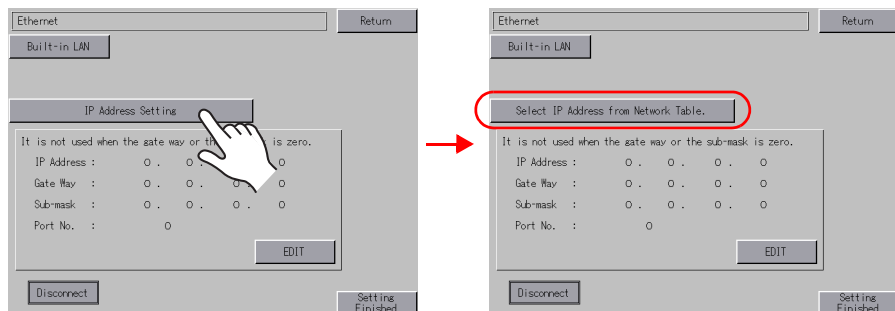 Ethernet
Return
Built-in LAN
IP Address Setting
It is not used when the gate way or th is zero.
IP Address : 0 . 0 . 0 . 0
Gate Way : 0 . 0 . 0 . 0
Sub-mask : 0 . 0 . 0 . 0
Port No. : 0
EDIT
Disconnect
Setting
Finished
Ethernet
Return
Built-in LAN
Select IP Address from Network Table.
It is not used when the gate way or the sub-mask is zero.
IP Address : 0 . 0 . 0 . 0
Gate Way : 0 . 0 . 0 . 0
Sub-mask : 0 . 0 . 0 . 0
Port No. : 0
EDIT
Disconnect
Setting
Finished